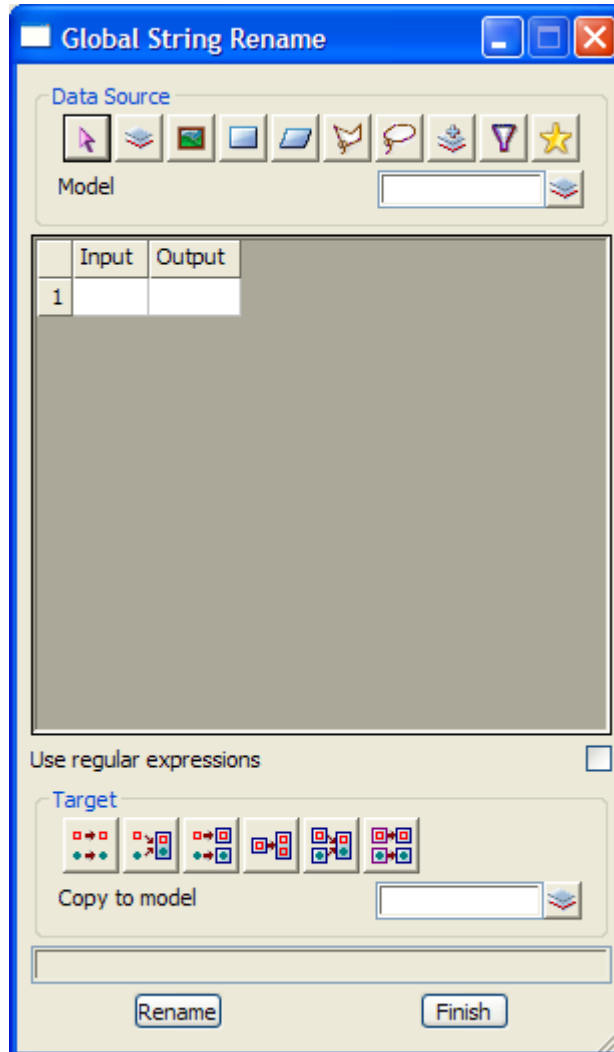 Global String Rename
Data Source
Model
Input Output
1
Use regular expressions
Target
Copy to model
Rename Finish